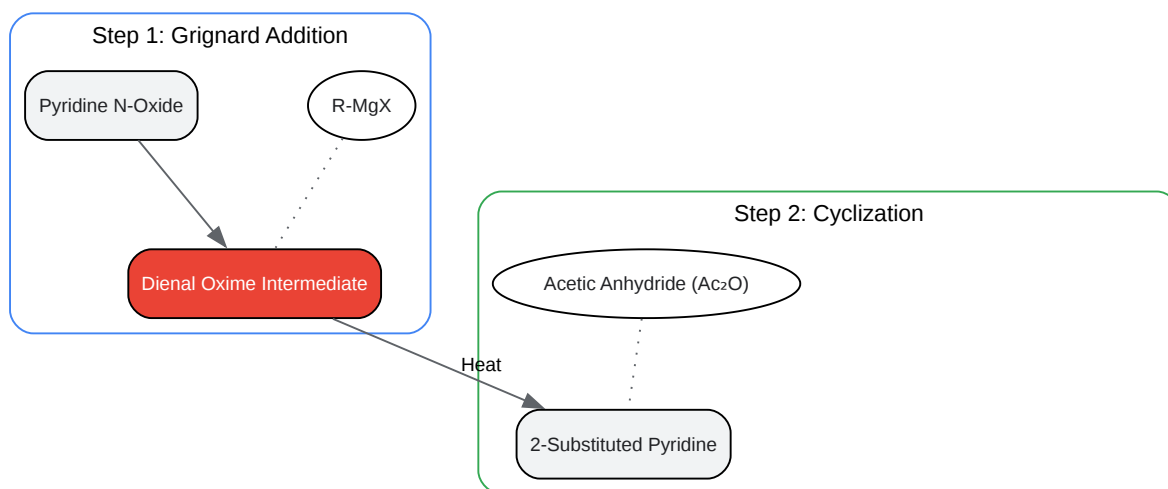 Step 1: Grignard Addition
Pyridine N-Oxide
R-MgX
Dienal Oxime Intermediate
Step 2: Cyclization
Acetic Anhydride (Ac₂O)
Heat
2-Substituted Pyridine